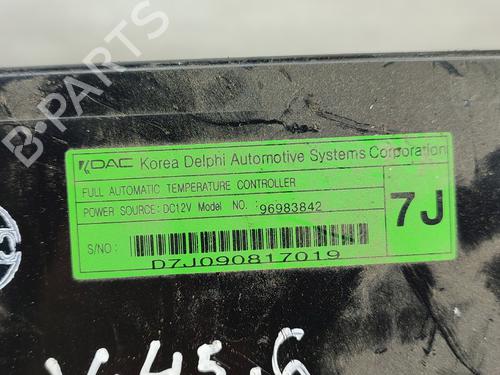 B-PARTS
KDAC Korea Delphi Automotive Systems Corporation
FULL AUTOMATIC TEMPERATURE CONTROLLER
POWER SOURCE: DC12V Model NO. : 96983842
7J
S/NO :
D7J090817019